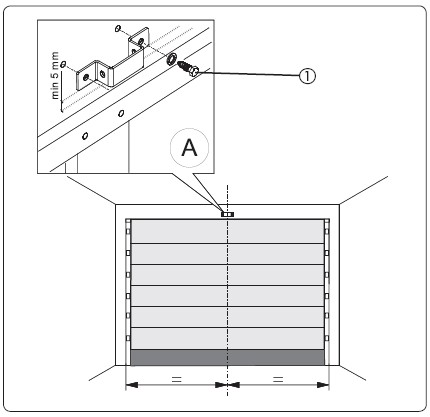 min 5 mm
①
A
= =